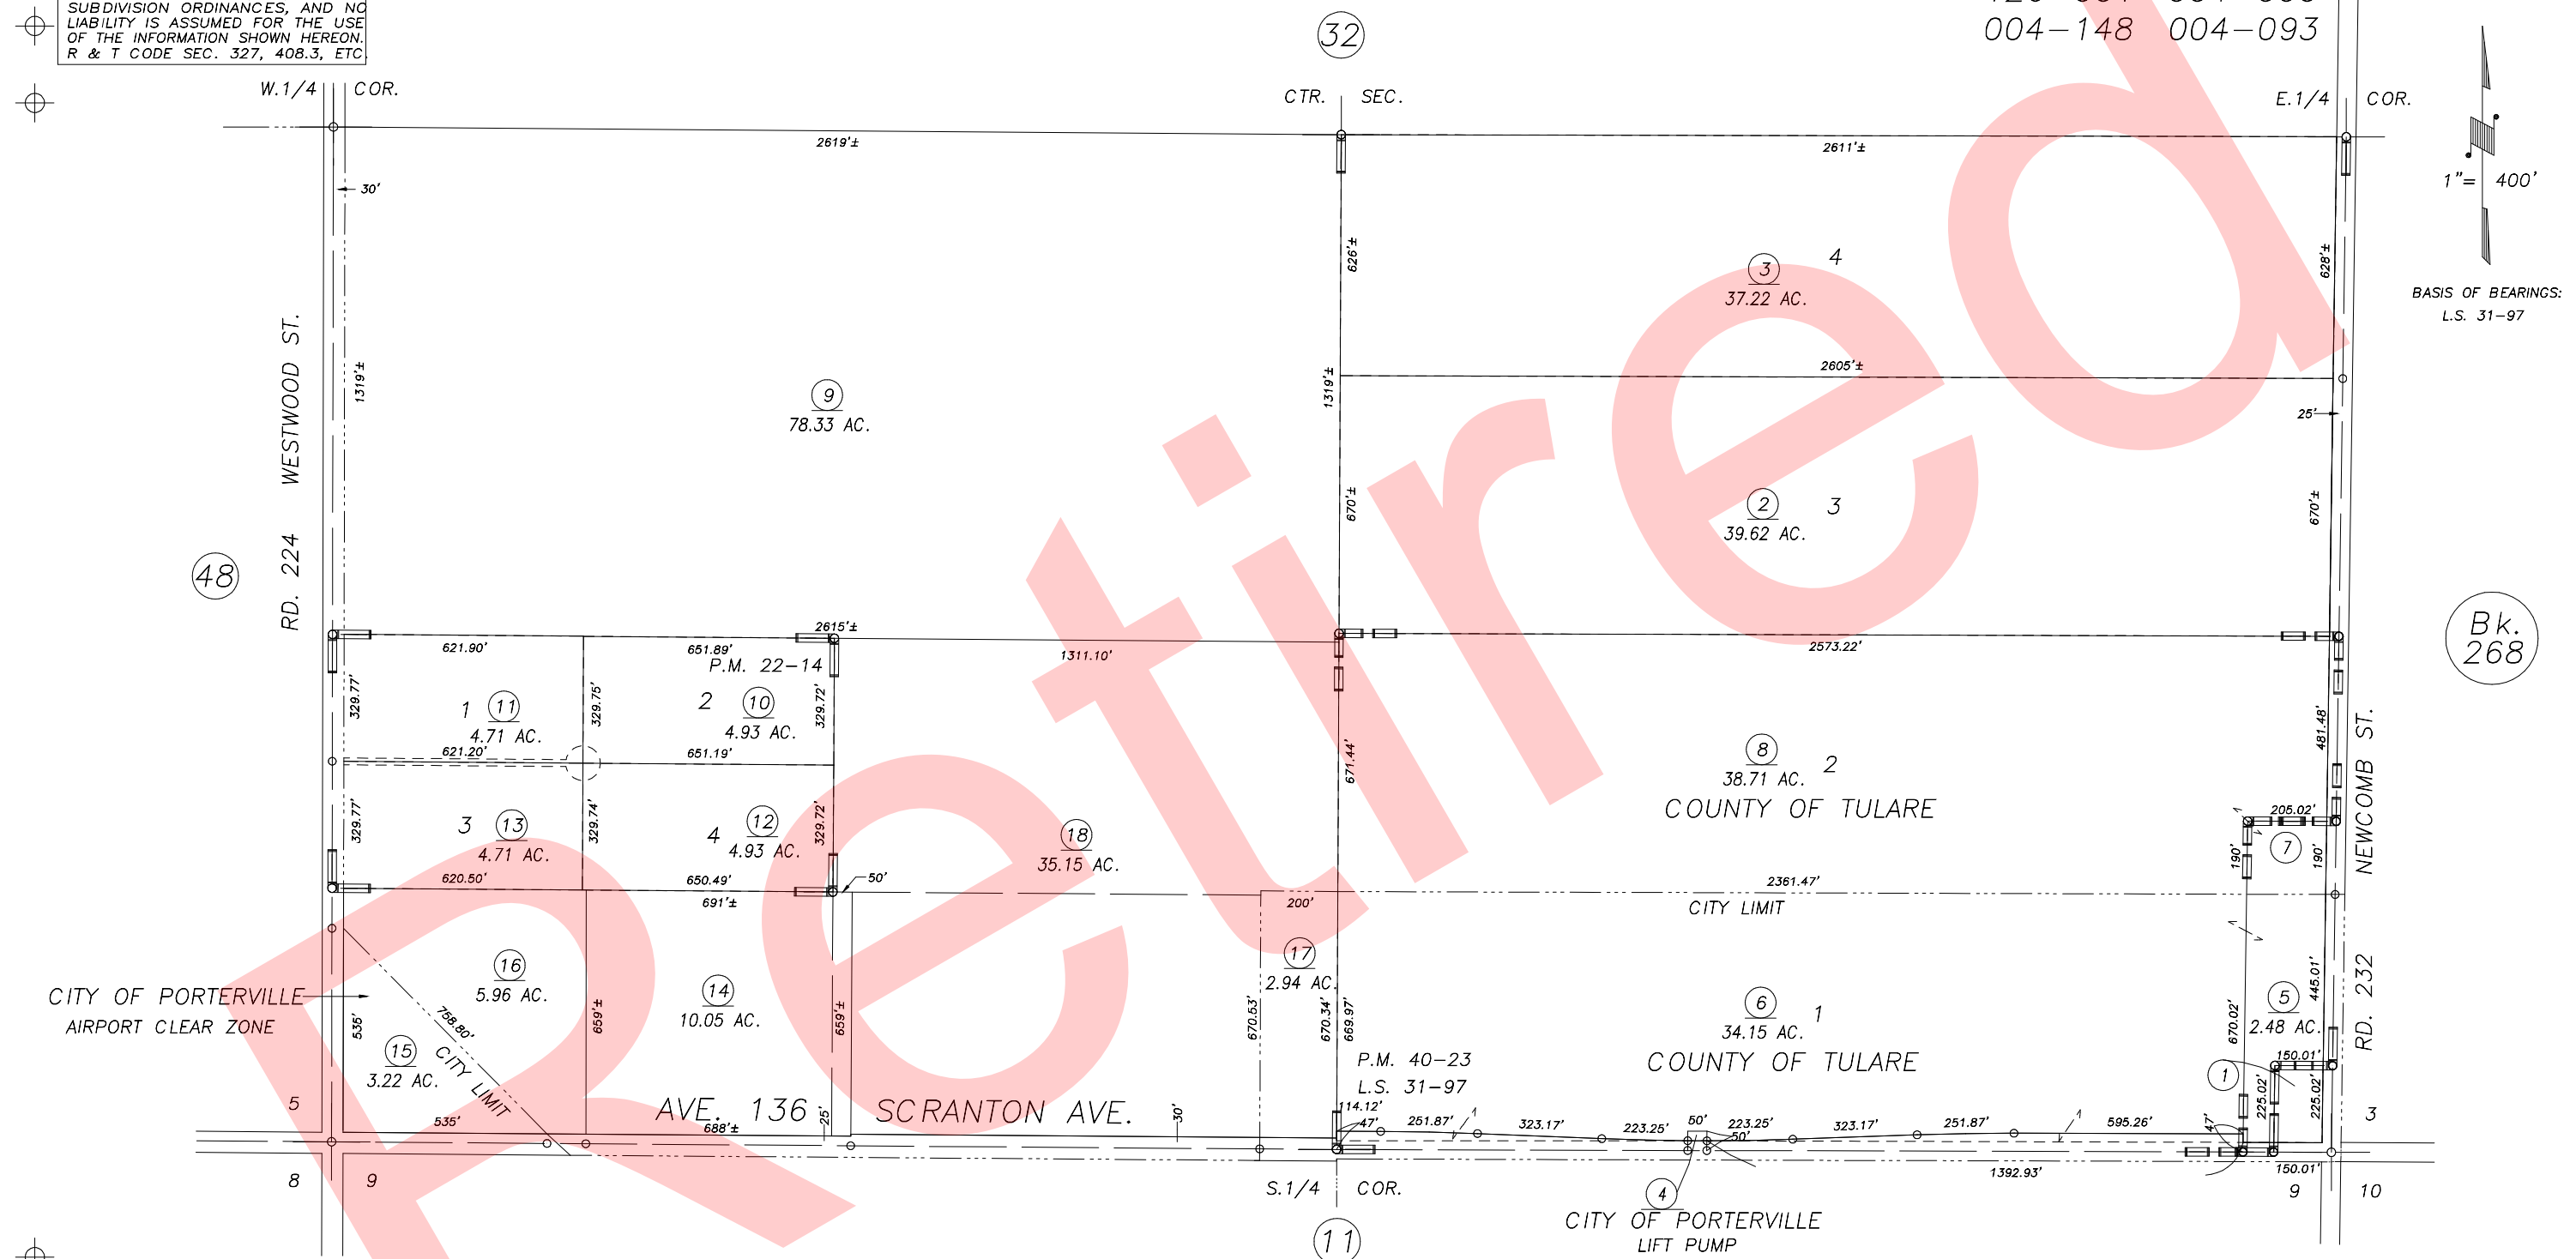 SUBDIVISION ORDINANCES, AND NO
LIABILITY IS ASSUMED FOR THE USE
OF THE INFORMATION SHOWN HEREON.
R & T CODE SEC. 327, 408.3, ETC.
32
004-148 004-093
W.1/4 COR.
CTR. SEC.
E.1/4 COR.
2619'±
2611'±
30'
1"= 400'
BASIS OF BEARINGS:
L.S. 31-97
626'±
628'±
3 4
37.22 AC.
WESTWOOD ST.
RD. 224
1319'±
1319'±
2605'±
25'
9
78.33 AC.
670'±
670'±
2 3
39.62 AC.
48
Bk.
268
2615'±
621.90'
651.89'
1311.10'
2573.22'
P.M. 22-14
329.77'
329.75'
329.72'
1 11
4.71 AC.
2 10
4.93 AC.
621.20'
651.19'
671.44'
481.48'
8
38.71 AC. 2
COUNTY OF TULARE
NEWCOMB ST.
205.02'
329.77'
329.74'
329.72'
3 13
4.71 AC.
4 12
4.93 AC.
18
35.15 AC.
190'
7
190'
620.50'
650.49'
50'
691'±
2361.47'
200'
CITY LIMIT
16
5.96 AC.
14
10.05 AC.
17
2.94 AC.
CITY OF PORTERVILLE
AIRPORT CLEAR ZONE
535'
758.80'
CITY LIMIT
659'±
659'±
670.53'
670.34'
669.97'
6 1
34.15 AC.
COUNTY OF TULARE
670.02'
445.01'
5
2.48 AC.
RD. 232
15
3.22 AC.
P.M. 40-23
L.S. 31-97
150.01'
1
225.02'
225.02'
5
AVE. 136 SCRANTON AVE.
3
535'
688'±
25'
30'
114.12'
47'
251.87'
323.17'
223.25'
50'
50'
223.25'
323.17'
251.87'
595.26'
47'
1392.93'
150.01'
8 9
S.1/4 COR.
4
CITY OF PORTERVILLE
LIFT PUMP
9 10
11
Retired